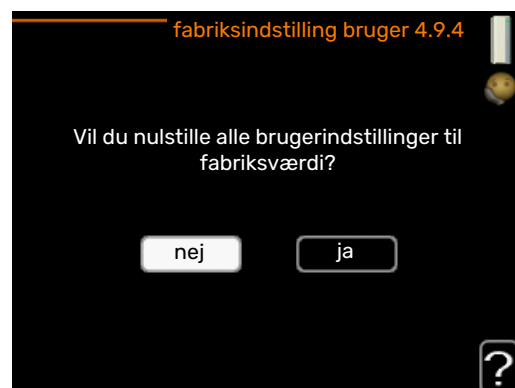 fabriksindstilling bruger 4.9.4
Vil du nulstille alle brugerindstillinger til
fabriksværdi?
nej
ja
?